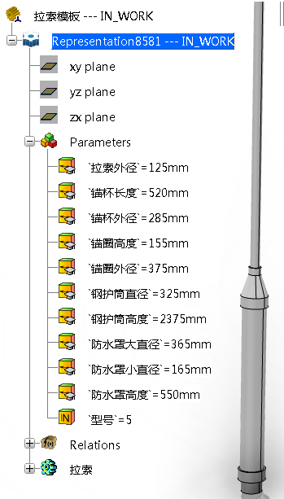 拉索模板 --- IN_WORK
Representation8581 --- IN_WORK
xy plane
yz plane
zx plane
Parameters
`拉索外径`=125mm
`锚杯长度`=520mm
`锚杯外径`=285mm
`锚圈高度`=155mm
`锚圈外径`=375mm
`钢护筒直径`=325mm
`钢护筒高度`=2375mm
`防水罩大直径`=365mm
`防水罩小直径`=165mm
`防水罩高度`=550mm
`型号`=5
Relations
拉索